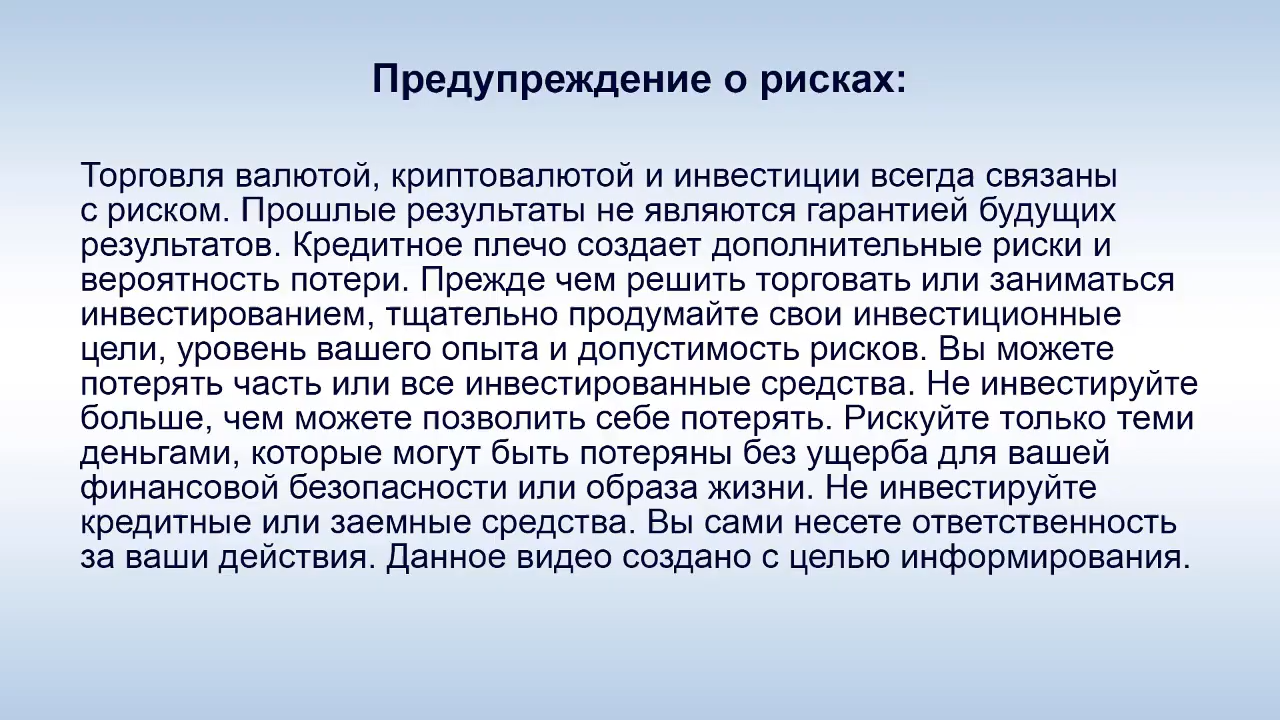 Предупреждение о рисках:
Торговля валютой, криптовалютой и инвестиции всегда связаны
с риском. Прошлые результаты не являются гарантией будущих
результатов. Кредитное плечо создает дополнительные риски и
вероятность потери. Прежде чем решить торговать или заниматься
инвестированием, тщательно продумайте свои инвестиционные
цели, уровень вашего опыта и допустимость рисков. Вы можете
потерять часть или все инвестированные средства. Не инвестируйте
больше, чем можете позволить себе потерять. Рискуйте только теми
деньгами, которые могут быть потеряны без ущерба для вашей
финансовой безопасности или образа жизни. Не инвестируйте
кредитные или заемные средства. Вы сами несете ответственность
за ваши действия. Данное видео создано с целью информирования.